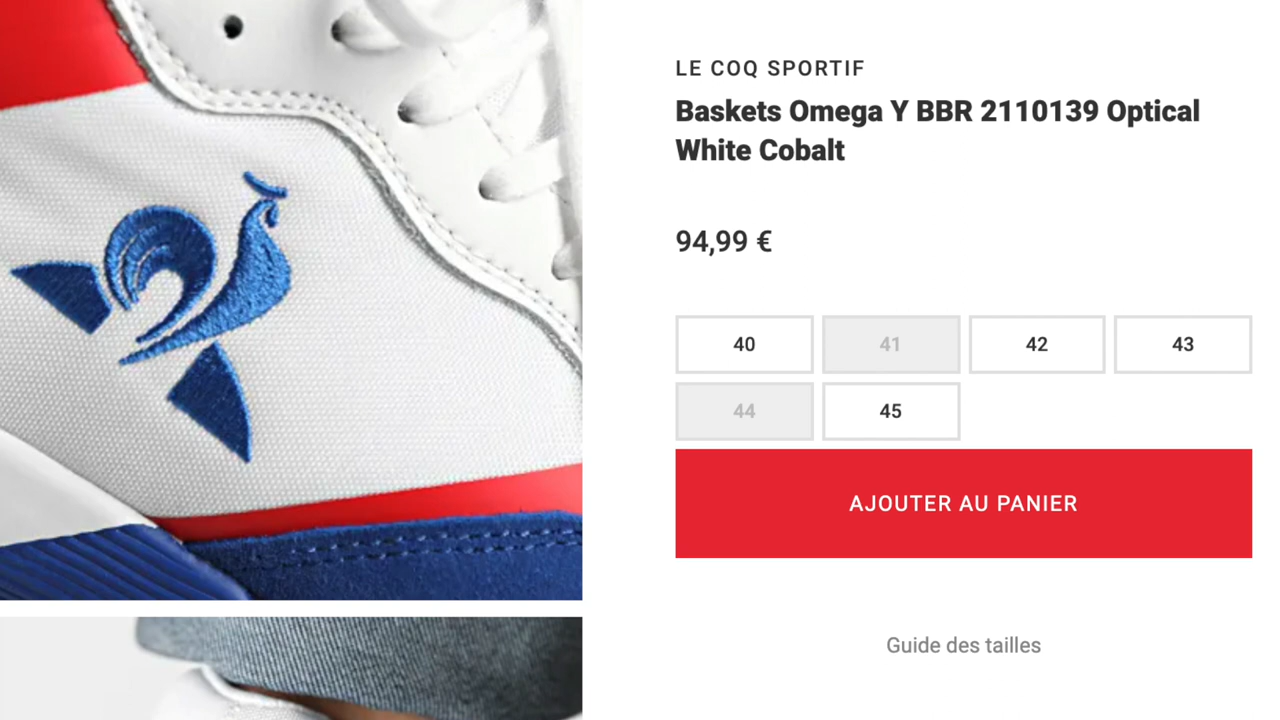 LE COQ SPORTIF
Baskets Omega Y BBR 2110139 Optical
White Cobalt
94,99 €
40 41 42 43
44 45
AJOUTER AU PANIER
Guide des tailles